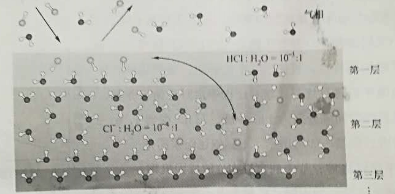 气相
HCl : H₂O = 10⁻¹:1
第一层
Cl⁻ : H₂O = 10⁻⁴ :1
第二层
第三层